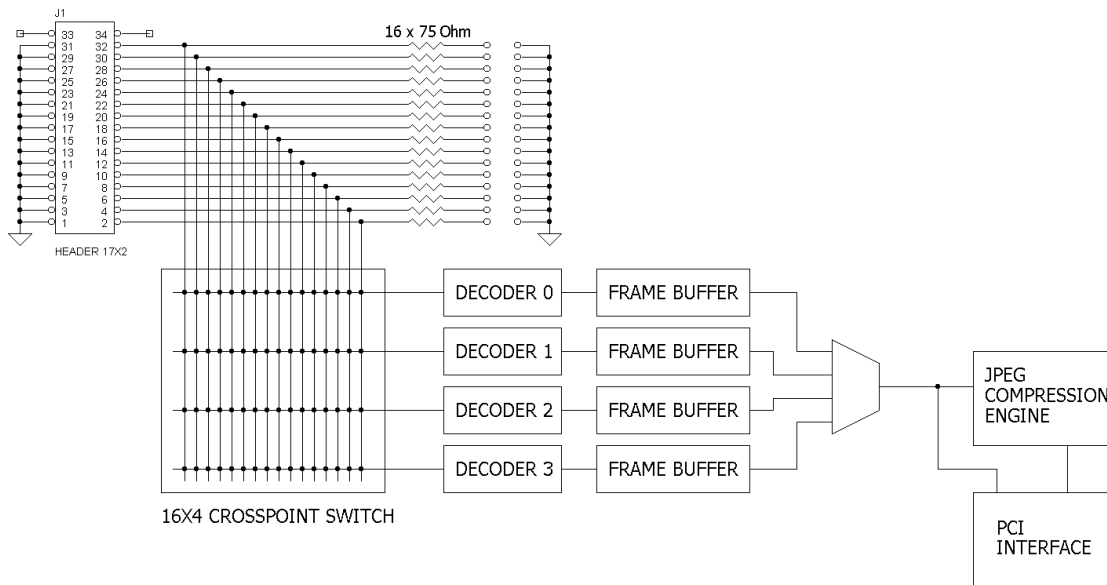 J1
16 x 75 Ohm
33 34
31 32
29 30
27 28
25 26
23 24
21 22
19 20
17 18
15 16
13 14
11 12
9 10
7 8
5 6
3 4
1 2
HEADER 17X2
DECODER 0 FRAME BUFFER
DECODER 1 FRAME BUFFER
DECODER 2 FRAME BUFFER
DECODER 3 FRAME BUFFER
JPEG
COMPRESSION
ENGINE
16X4 CROSSPOINT SWITCH
PCI
INTERFACE